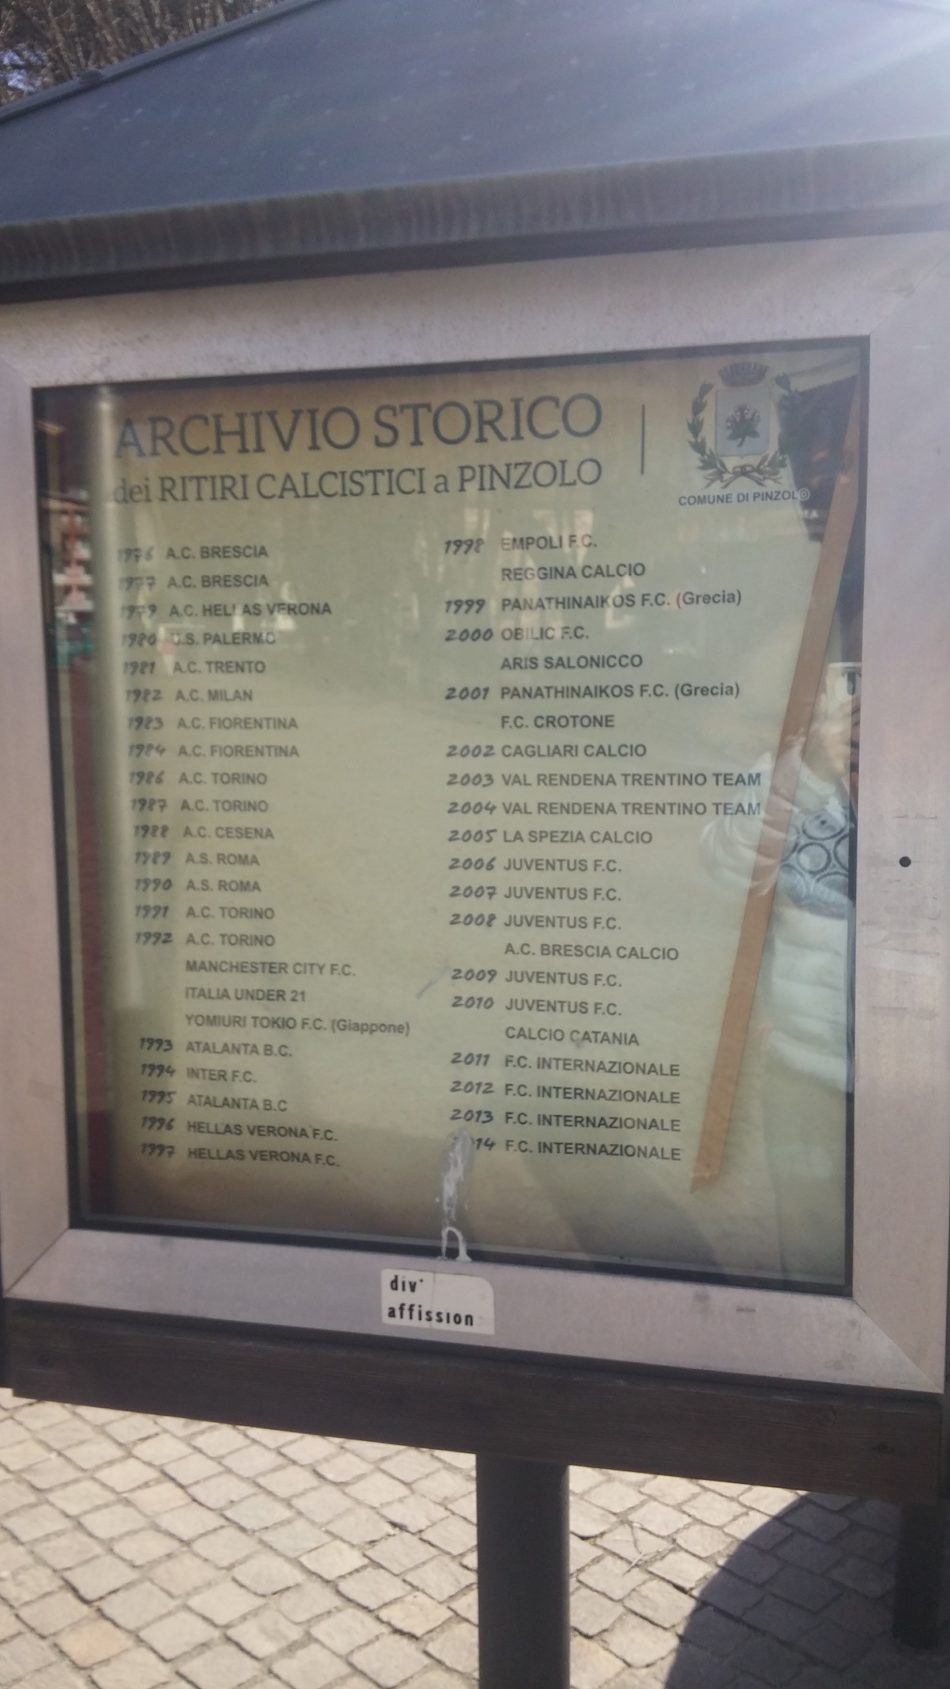 ARCHIVIO STORICO
dei RITIRI CALCISTICI a PINZOLO
COMUNE DI PINZOLO
1976 A.C. BRESCIA
1977 A.C. BRESCIA
1979 A.C. HELLAS VERONA
1980 U.S. PALERMO
1981 A.C. TRENTO
1982 A.C. MILAN
1983 A.C. FIORENTINA
1984 A.C. FIORENTINA
1986 A.C. TORINO
1987 A.C. TORINO
1988 A.C. CESENA
1989 A.S. ROMA
1990 A.S. ROMA
1991 A.C. TORINO
1992 A.C. TORINO
MANCHESTER CITY F.C.
ITALIA UNDER 21
YOMIURI TOKIO F.C. (Giappone)
1993 ATALANTA B.C.
1994 INTER F.C.
1995 ATALANTA B.C
1996 HELLAS VERONA F.C.
1997 HELLAS VERONA F.C.
1998 EMPOLI F.C.
REGGINA CALCIO
1999 PANATHINAIKOS F.C. (Grecia)
2000 OBILIC F.C.
ARIS SALONICCO
2001 PANATHINAIKOS F.C. (Grecia)
F.C. CROTONE
2002 CAGLIARI CALCIO
2003 VAL RENDENA TRENTINO TEAM
2004 VAL RENDENA TRENTINO TEAM
2005 LA SPEZIA CALCIO
2006 JUVENTUS F.C.
2007 JUVENTUS F.C.
2008 JUVENTUS F.C.
A.C. BRESCIA CALCIO
2009 JUVENTUS F.C.
2010 JUVENTUS F.C.
CALCIO CATANIA
2011 F.C. INTERNAZIONALE
2012 F.C. INTERNAZIONALE
2013 F.C. INTERNAZIONALE
14 F.C. INTERNAZIONALE
div'
affission